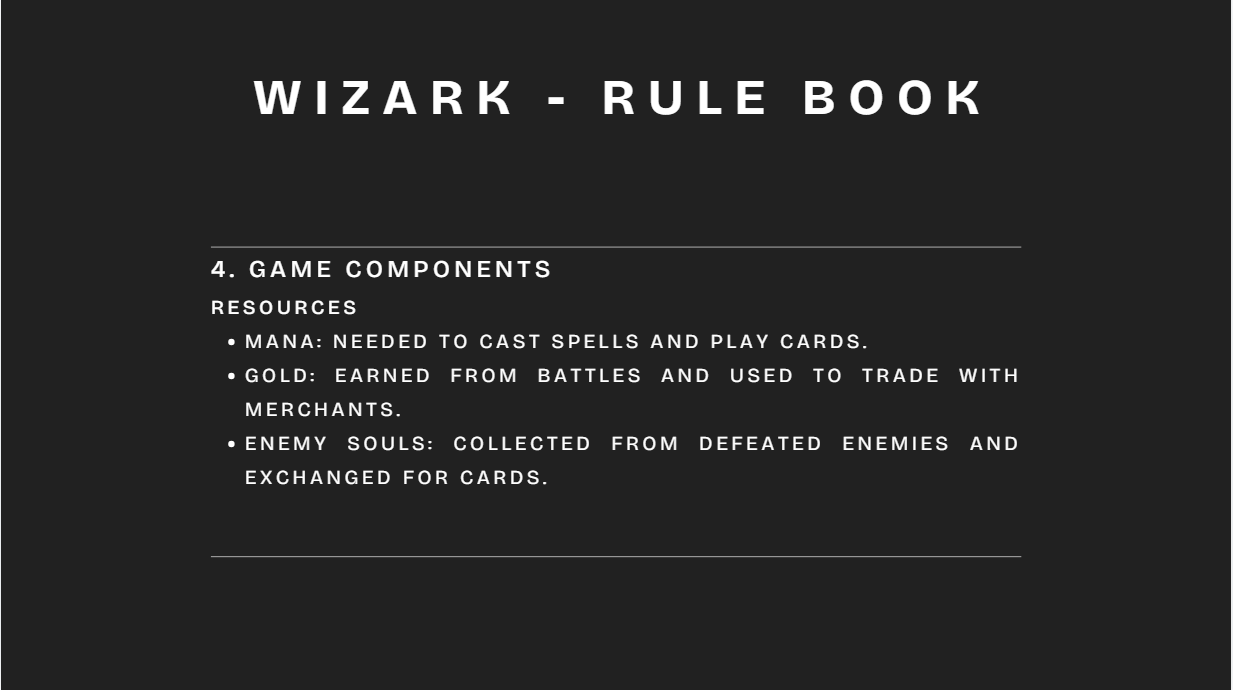 WIZARK - RULE BOOK
4. GAME COMPONENTS
RESOURCES
• MANA: NEEDED TO CAST SPELLS AND PLAY CARDS.
• GOLD: EARNED FROM BATTLES AND USED TO TRADE WITH
MERCHANTS.
• ENEMY SOULS: COLLECTED FROM DEFEATED ENEMIES AND
EXCHANGED FOR CARDS.